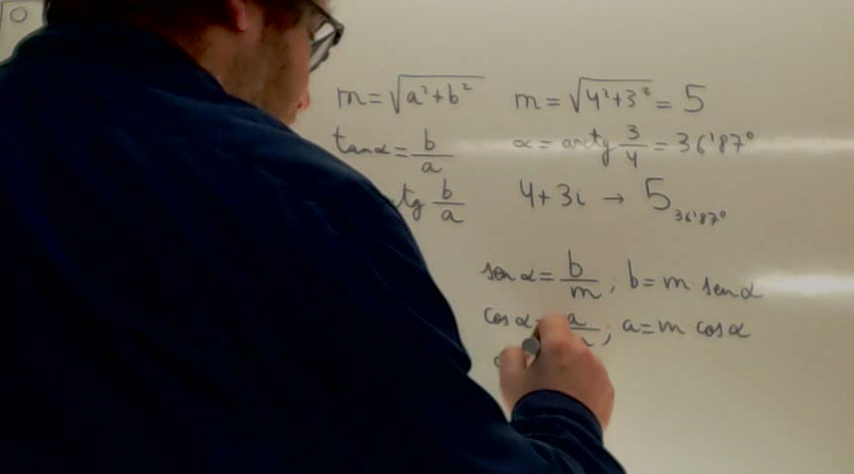 m = √a²+b² m = √4²+3² = 5
tan α = b/a α = arctg 3/4 = 36'87°
tg b/a 4+3i → 5 36'87°
sen α = b/m ; b = m · sen α
cos α = a/ ; a = m cos α